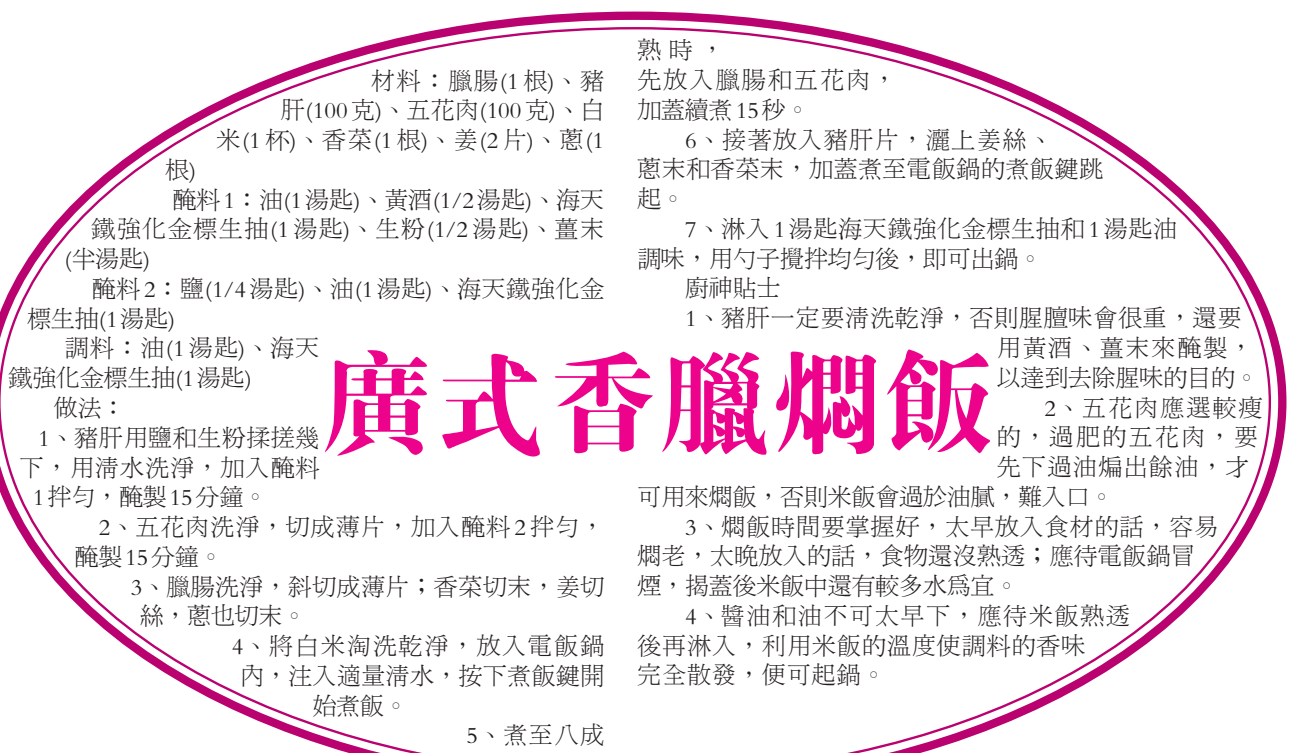 廣式香臘燜飯
材料：臘腸(1根)、豬
肝(100克)、五花肉(100克)、白
米(1杯)、香菜(1根)、姜(2片)、蔥(1
根)
醃料1：油(1湯匙)、黃酒(1/2湯匙)、海天
鐵強化金標生抽(1湯匙)、生粉(1/2湯匙)、薑末
(半湯匙)
醃料2：鹽(1/4湯匙)、油(1湯匙)、海天鐵強化金
標生抽(1湯匙)
調料：油(1湯匙)、海天
鐵強化金標生抽(1湯匙)
做法：
1、豬肝用鹽和生粉揉搓幾
下，用清水洗淨，加入醃料
1拌勻，醃製15分鐘。
2、五花肉洗淨，切成薄片，加入醃料2拌勻，
醃製15分鐘。
3、臘腸洗淨，斜切成薄片；香菜切末，姜切
絲，蔥也切末。
4、將白米淘洗乾淨，放入電飯鍋
內，注入適量清水，按下煮飯鍵開
始煮飯。
5、煮至八成
熟時，
先放入臘腸和五花肉，
加蓋續煮15秒。
6、接著放入豬肝片，灑上姜絲、
蔥末和香菜末，加蓋煮至電飯鍋的煮飯鍵跳
起。
7、淋入1湯匙海天鐵強化金標生抽和1湯匙油
調味，用勺子攪拌均勻後，即可出鍋。
廚神貼士
1、豬肝一定要清洗乾淨，否則腥膻味會很重，還要
用黃酒、薑末來醃製，
以達到去除腥味的目的。
2、五花肉應選較瘦
的，過肥的五花肉，要
先下過油煸出餘油，才
可用來燜飯，否則米飯會過於油膩，難入口。
3、燜飯時間要掌握好，太早放入食材的話，容易
燜老，太晚放入的話，食物還沒熟透；應待電飯鍋冒
煙，揭蓋後米飯中還有較多水爲宜。
4、醬油和油不可太早下，應待米飯熟透
後再淋入，利用米飯的溫度使調料的香味
完全散發，便可起鍋。